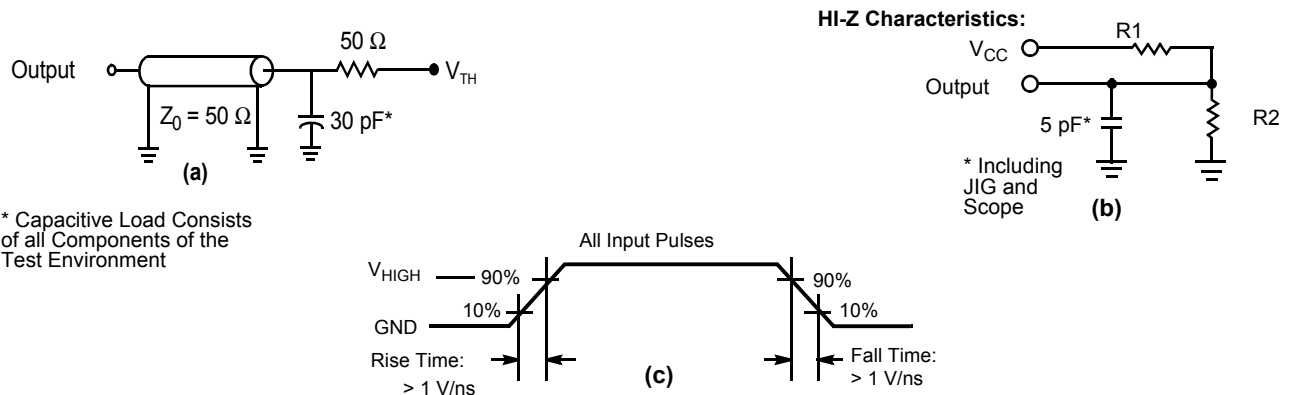 50 Ω
Output
V_TH
Z_0 = 50 Ω
30 pF*
(a)
* Capacitive Load Consists
of all Components of the
Test Environment
HI-Z Characteristics:
R1
V_CC
Output
5 pF*
R2
* Including
JIG and
Scope
(b)
All Input Pulses
V_HIGH
90%
90%
10%
10%
GND
Rise Time:
> 1 V/ns
(c)
Fall Time:
> 1 V/ns